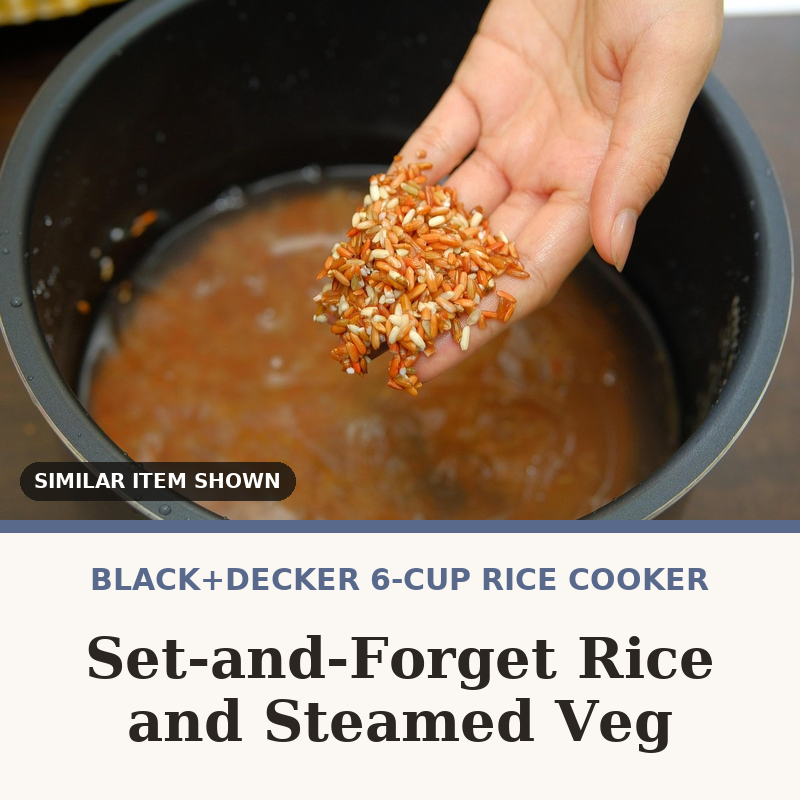 SIMILAR ITEM SHOWN
BLACK+DECKER 6-CUP RICE COOKER
Set-and-Forget Rice
and Steamed Veg